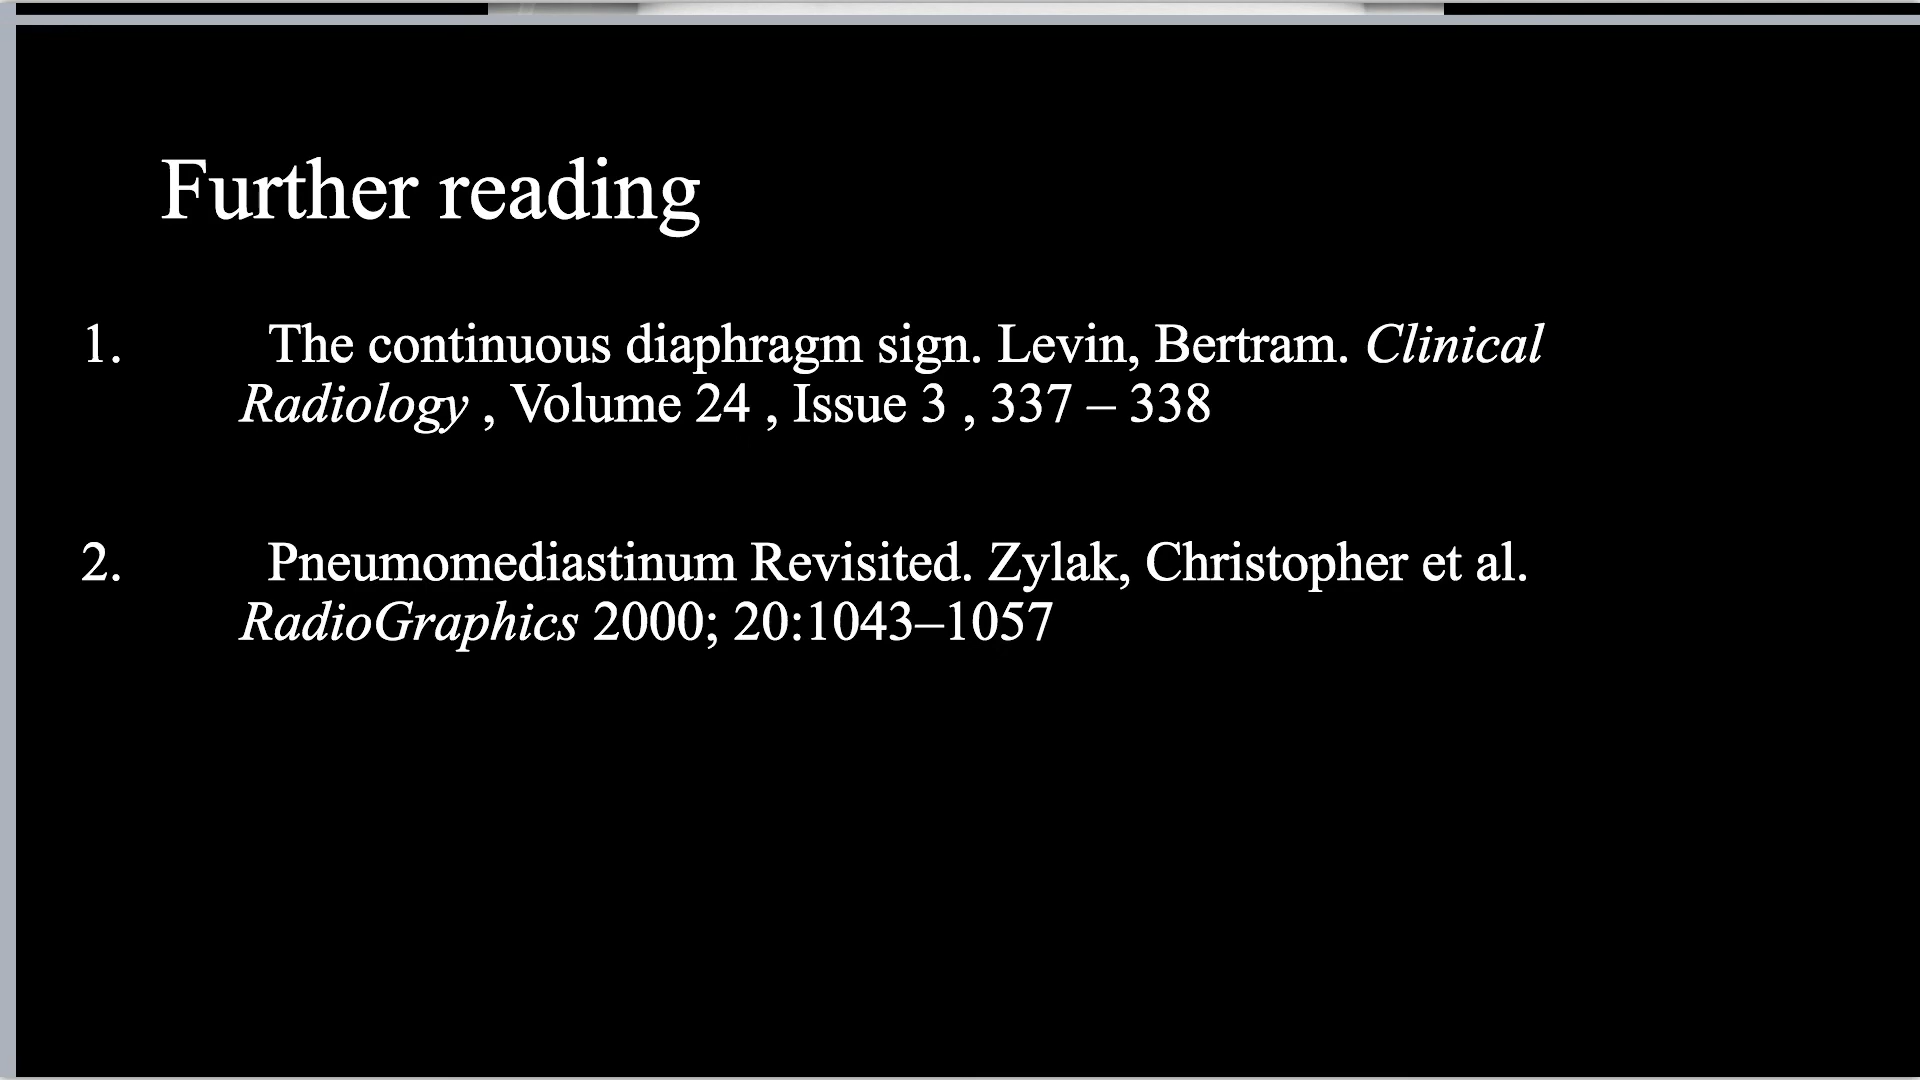 Further reading
1. The continuous diaphragm sign. Levin, Bertram. Clinical
Radiology , Volume 24 , Issue 3 , 337 – 338
2. Pneumomediastinum Revisited. Zylak, Christopher et al.
RadioGraphics 2000; 20:1043–1057